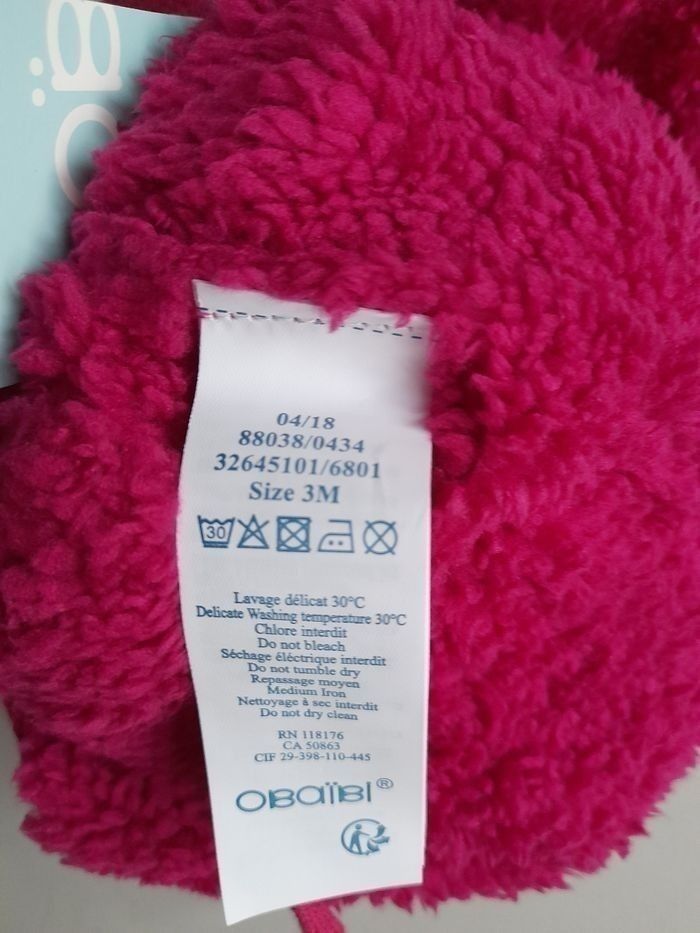 04/18
88038/0434
32645101/6801
Size 3M
30
Lavage délicat 30°C
Delicate Washing temperature 30°C
Chlore interdit
Do not bleach
Séchage éléctrique interdit
Do not tumble dry
Repassage moyen
Medium Iron
Nettoyage à sec interdit
Do not dry clean
RN 118176
CA 50863
CIF 29-398-110-445
OBAÏBI®